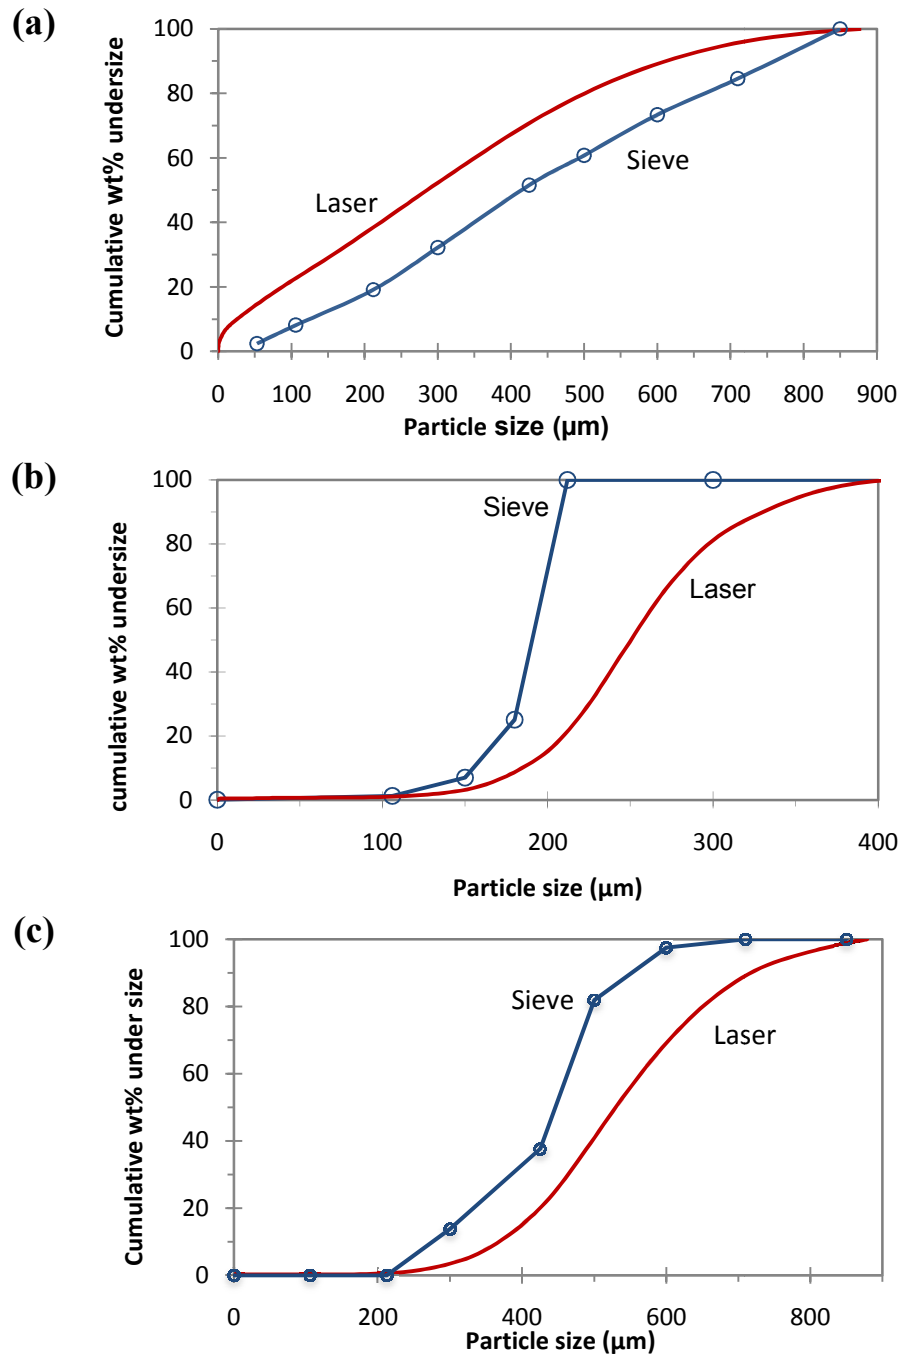 (a)
Cumulative wt% undersize
100
80
60
40
20
0
Laser
Sieve
0 100 200 300 400 500 600 700 800 900
Particle size (µm)
(b)
cumulative wt% undersize
100
80
60
40
20
0
Sieve
Laser
0 100 200 300 400
Particle size (µm)
(c)
Cumulative wt% under size
100
80
60
40
20
0
Sieve
Laser
0 200 400 600 800
Particle size (µm)